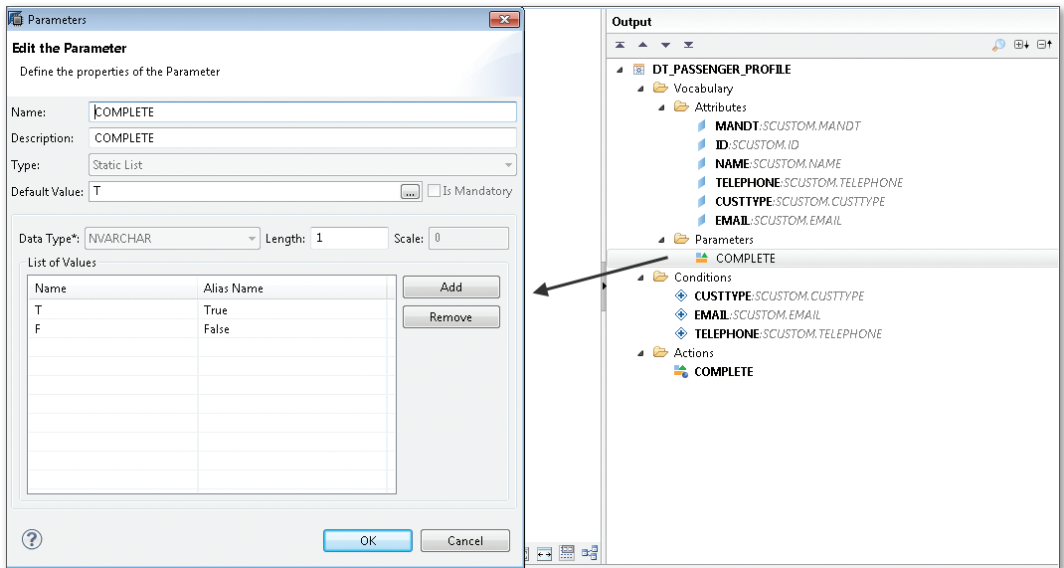 Parameters
Edit the Parameter
Define the properties of the Parameter
Name: COMPLETE
Description: COMPLETE
Type: Static List
Default Value: T ... Is Mandatory
Data Type*: NVARCHAR Length: 1 Scale: 0
List of Values
Name Alias Name
T True
F False
Add
Remove
OK Cancel
Output
DT_PASSENGER_PROFILE
Vocabulary
Attributes
MANDT:SCUSTOM.MANDT
ID:SCUSTOM.ID
NAME:SCUSTOM.NAME
TELEPHONE:SCUSTOM.TELEPHONE
CUSTTYPE:SCUSTOM.CUSTTYPE
EMAIL:SCUSTOM.EMAIL
Parameters
COMPLETE
Conditions
CUSTTYPE:SCUSTOM.CUSTTYPE
EMAIL:SCUSTOM.EMAIL
TELEPHONE:SCUSTOM.TELEPHONE
Actions
COMPLETE